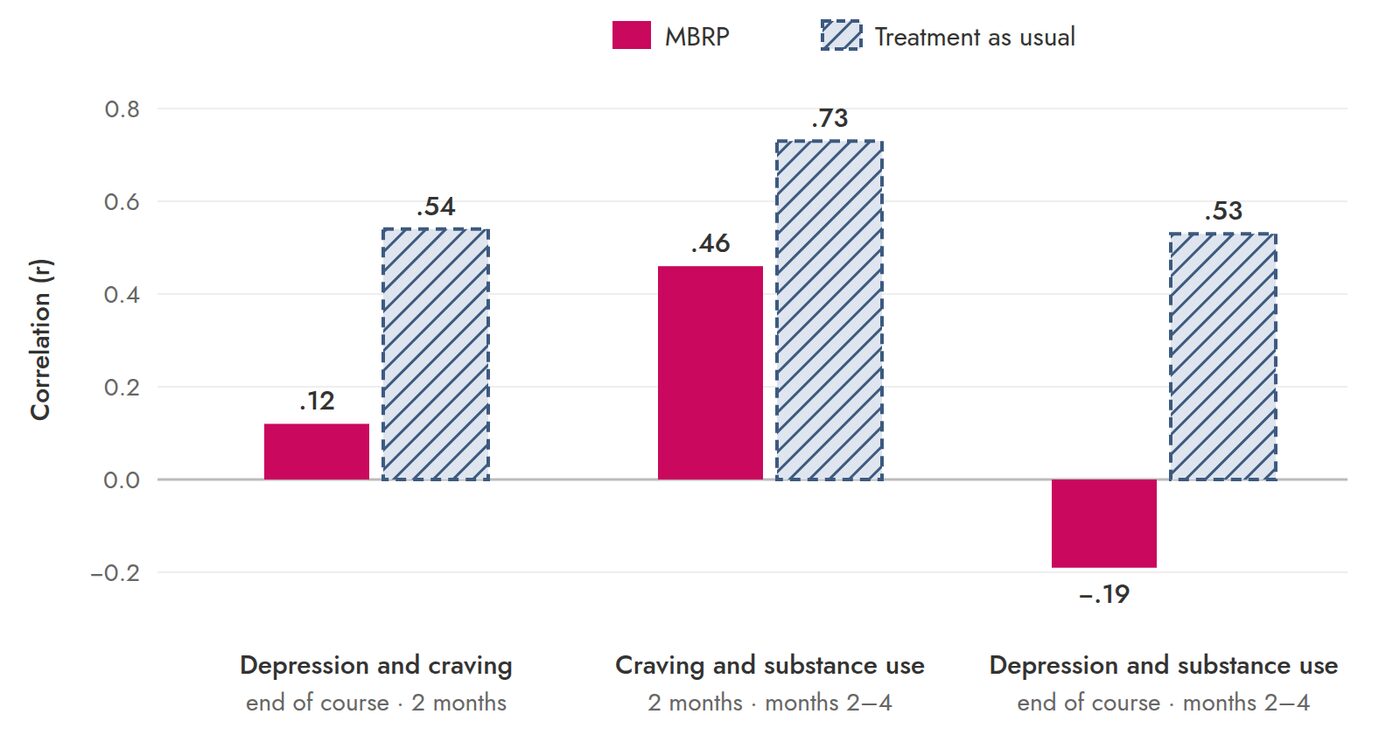 MBRP
Treatment as usual
Correlation (r)
0.8
0.6
0.4
0.2
0.0
−0.2
.12
.54
.46
.73
−.19
.53
Depression and craving
end of course · 2 months
Craving and substance use
2 months · months 2–4
Depression and substance use
end of course · months 2–4